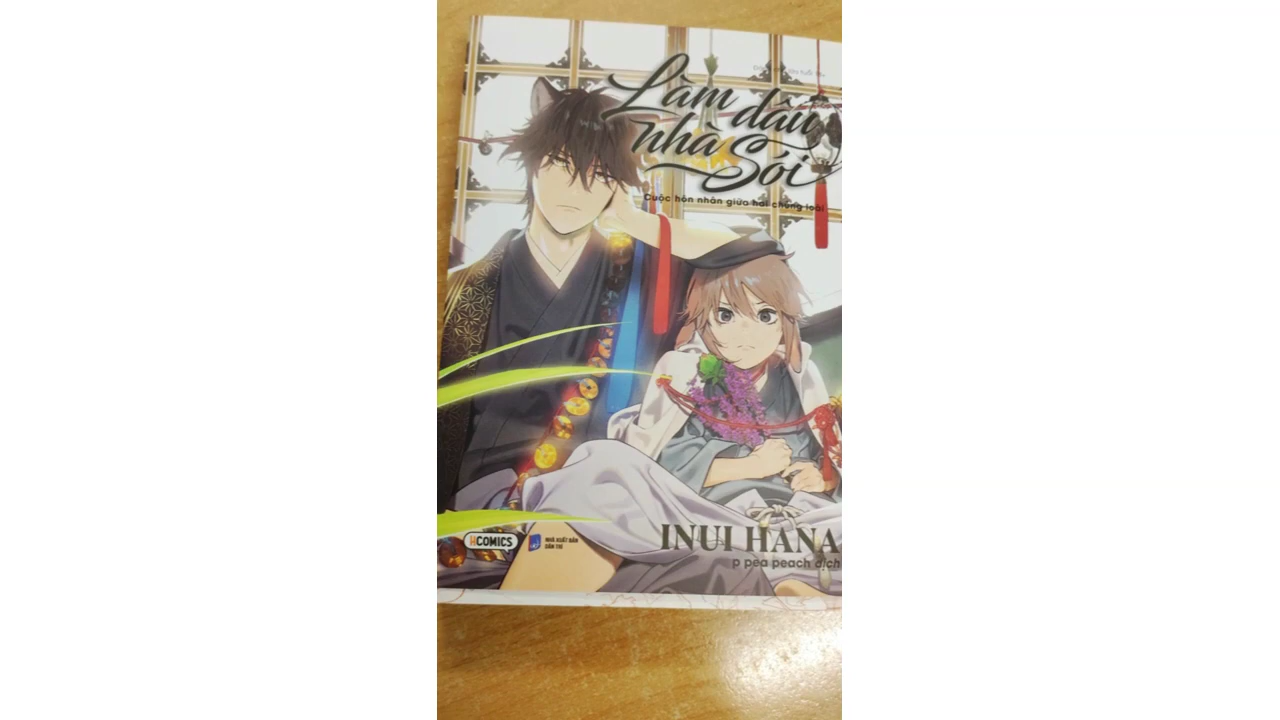 Làm dâu
nhà Sói
Cuộc hôn nhân giữa hai chủng loài
HCOMICS
NHÀ XUẤT BẢN
DÂN TRÍ
INUI HANA
p pea peach dịch